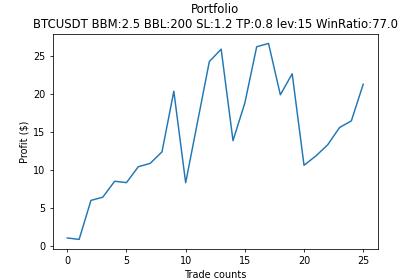 Portfolio
BTCUSDT BBM:2.5 BBL:200 SL:1.2 TP:0.8 lev:15 WinRatio:77.0
25
20
15
10
5
0
Profit ($)
0 5 10 15 20 25
Trade counts